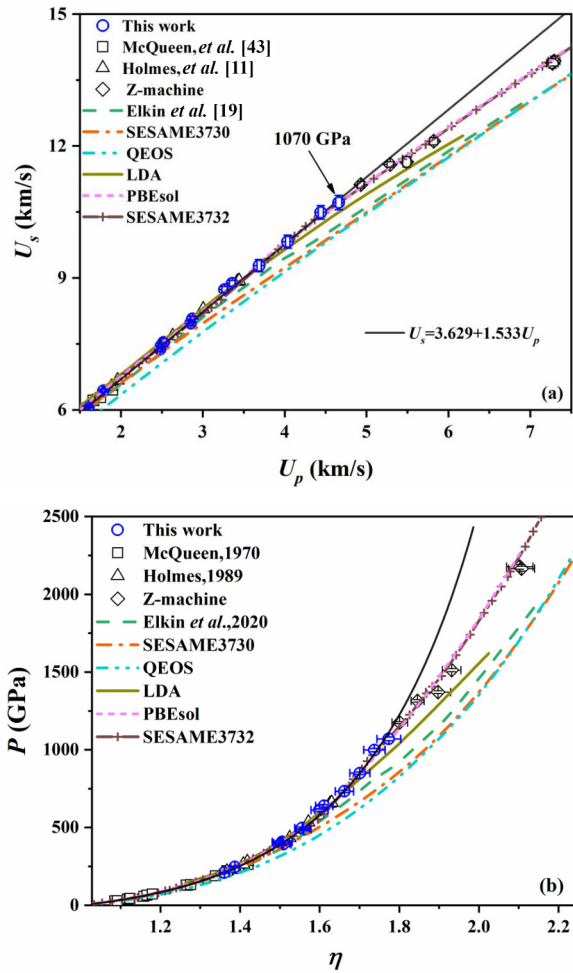 15
12
9
6
2
3
4
5
6
7
U_s (km/s)
U_p (km/s)
This work
McQueen, et al. [43]
Holmes, et al. [11]
Z-machine
Elkin et al. [19]
SESAME3730
QEOS
LDA
PBEsol
SESAME3732
1070 GPa
U_s=3.629+1.533U_p
(a)
2500
2000
1500
1000
500
0
1.2
1.4
1.6
1.8
2.0
2.2
P (GPa)
η
This work
McQueen,1970
Holmes,1989
Z-machine
Elkin et al.,2020
SESAME3730
QEOS
LDA
PBEsol
SESAME3732
(b)